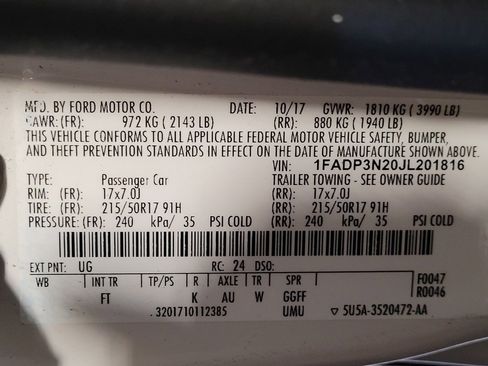 MFD. BY FORD MOTOR CO. DATE: 10/17 GVWR: 1810 KG ( 3990 LB)
GAWR: (FR): 972 KG ( 2143 LB) (RR): 880 KG ( 1940 LB)
THIS VEHICLE CONFORMS TO ALL APPLICABLE FEDERAL MOTOR VEHICLE SAFETY, BUMPER,
AND THEFT PREVENTION STANDARDS IN EFFECT ON THE DATE OF MANUFACTURE SHOWN ABOVE.
VIN: 1FADP3N20JL201816
TYPE: Passenger Car TRAILER TOWING - SEE OWNER GUIDE
RIM: (FR) 17x7.0J (RR): 17x7.0J
TIRE: (FR) 215/50R17 91H (RR): 215/50R17 91H
PRESSURE: (FR) 240 kPa/ 35 PSI COLD (RR): 240 kPa/ 35 PSI COLD
EXT PNT: UG RC: 24 DSO:
WB INT TR TP/PS R AXLE TR SPR F0047
FT K AU W GGFF R0046
.3201710112385 UMU ▽ 5U5A-3520472-AA